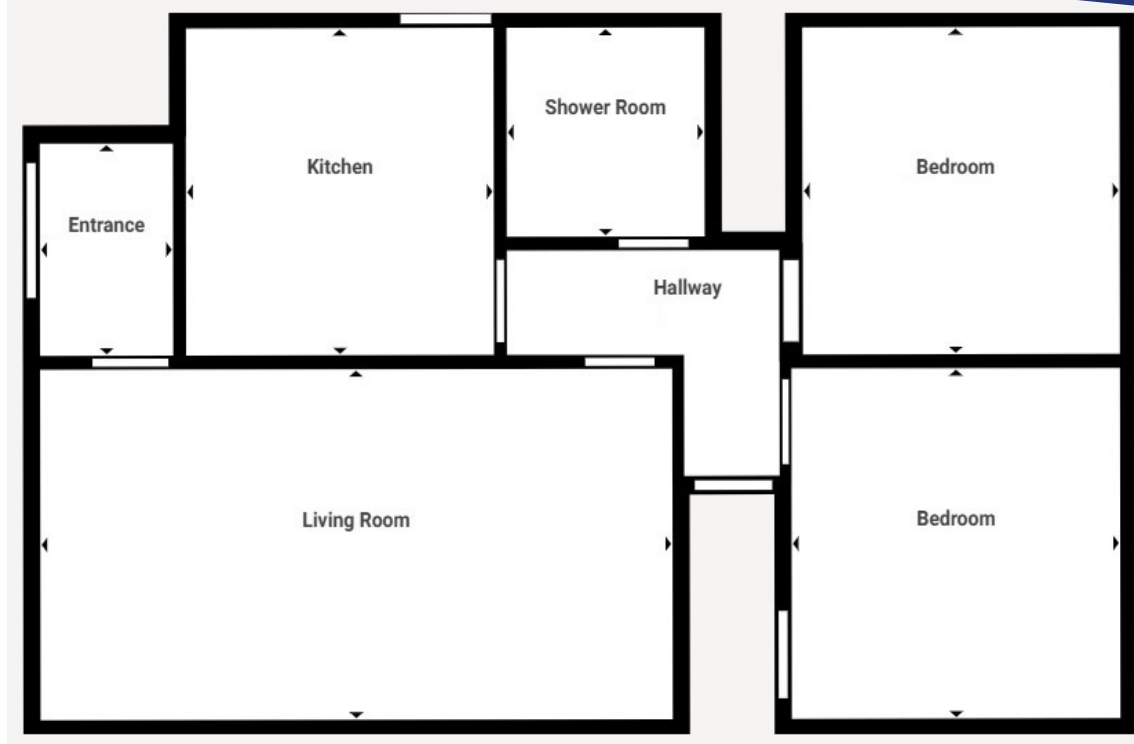 Shower Room
Kitchen
Bedroom
Entrance
Hallway
Living Room
Bedroom